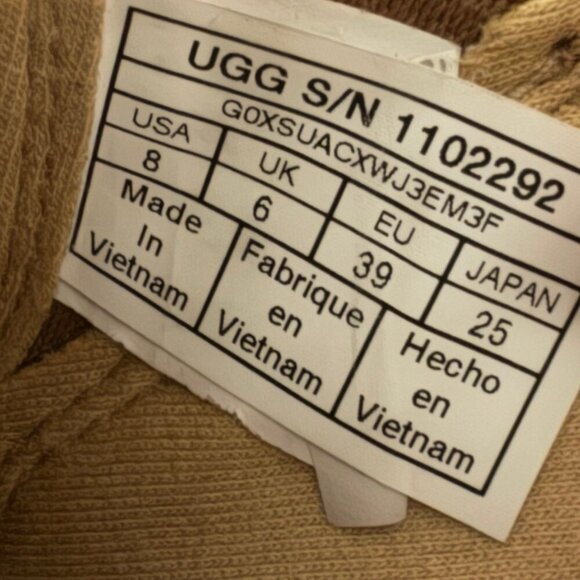 UGG S/N 1102292
G0XSUACXWJ3EM3F
USA UK EU JAPAN
8 6 39 25
Made
In
Vietnam
Fabrique
en
Vietnam
Hecho
en
Vietnam